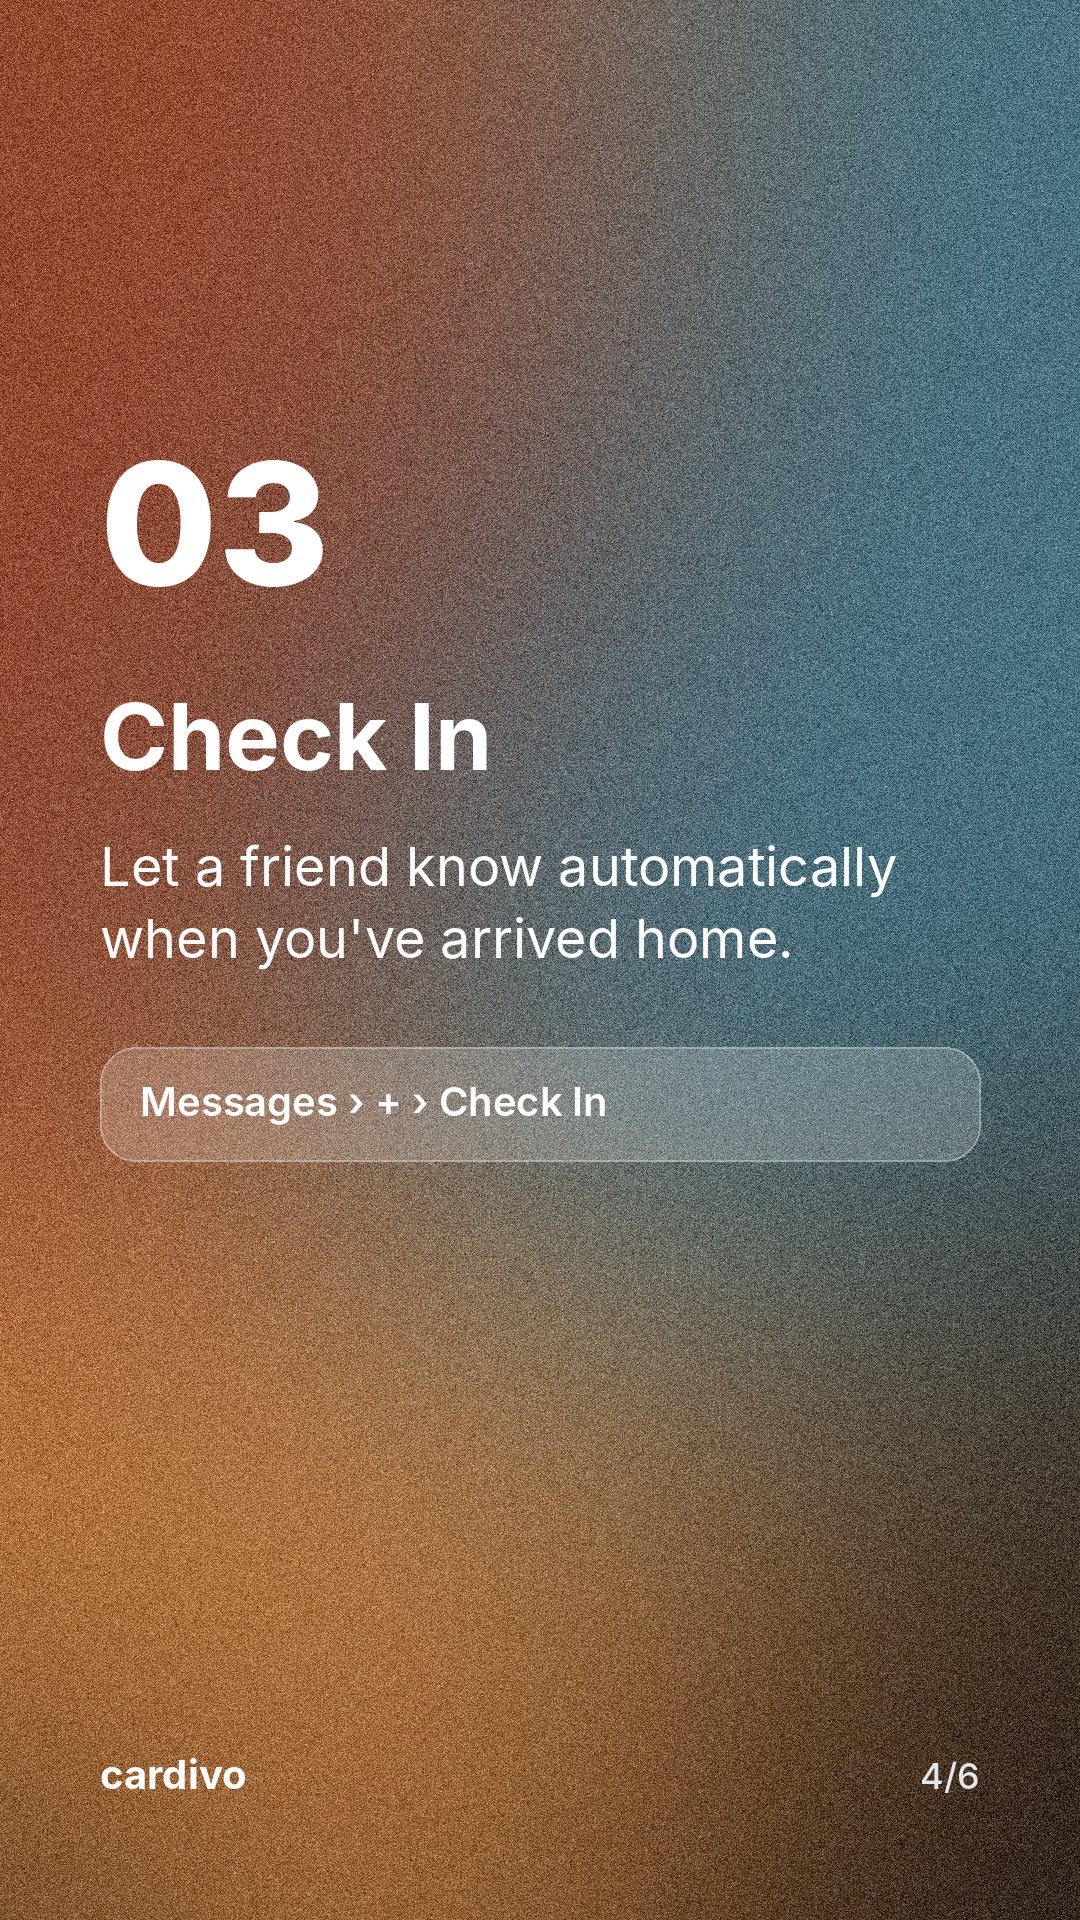 03
Check In
Let a friend know automatically
when you've arrived home.
Messages › + › Check In
cardivo
4/6